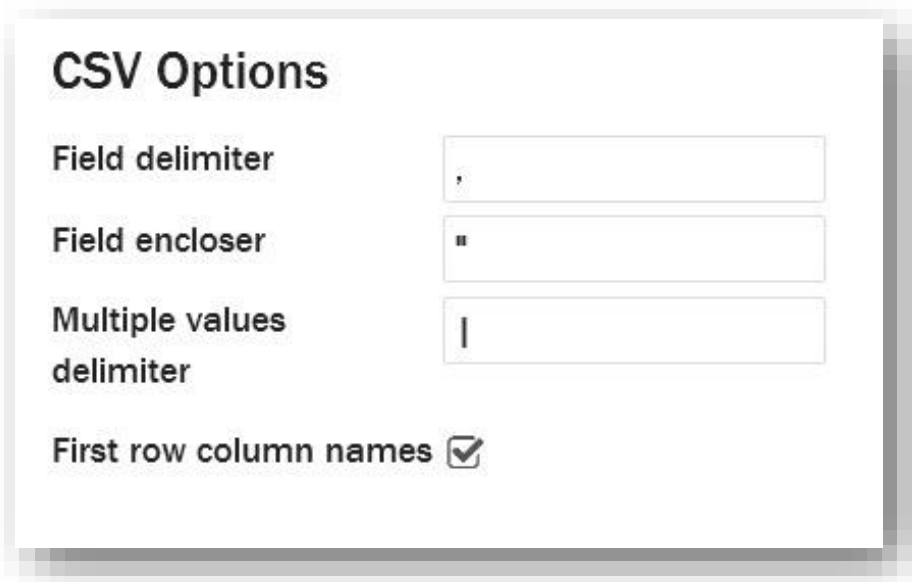 CSV Options
Field delimiter ,
Field encloser "
Multiple values
delimiter |
First row column names